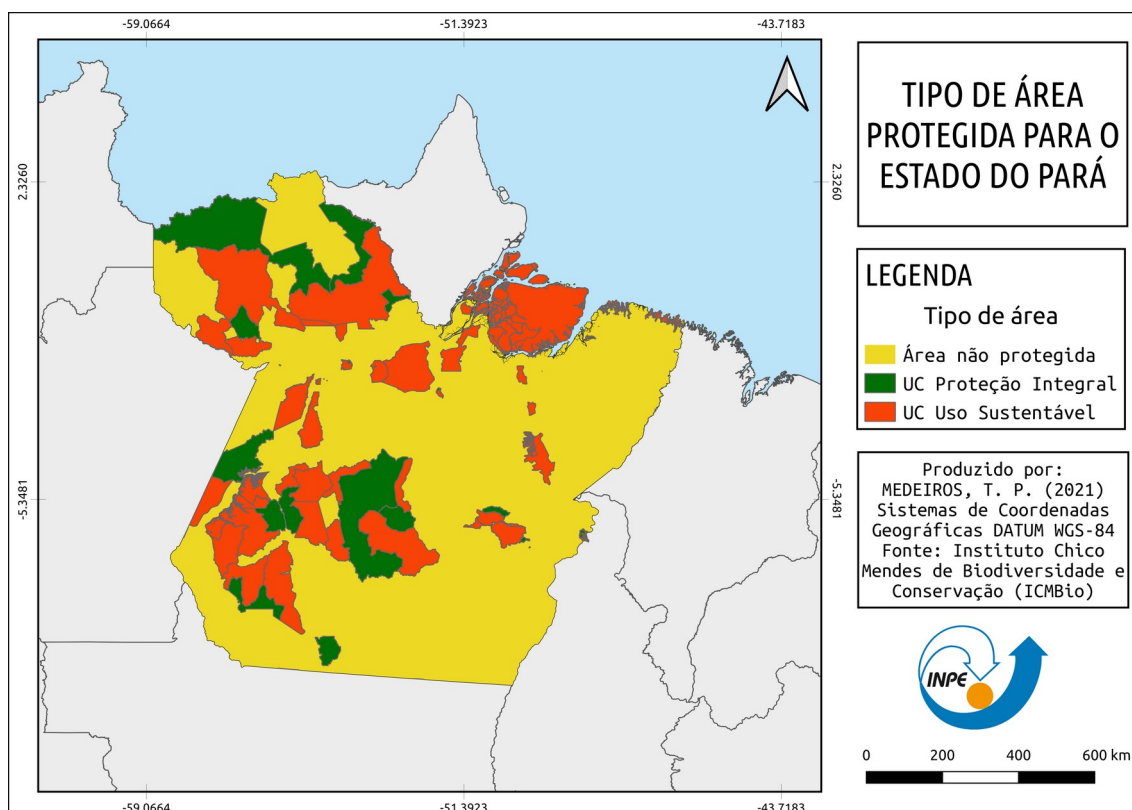 -59.0664
-51.3923
-43.7183
2.3260
2.3260
-5.3481
-5.3481
-59.0664
-51.3923
-43.7183
TIPO DE ÁREA
PROTEGIDA PARA O
ESTADO DO PARÁ
LEGENDA
Tipo de área
Área não protegida
UC Proteção Integral
UC Uso Sustentável
Produzido por:
MEDEIROS, T. P. (2021)
Sistemas de Coordenadas
Geográficas DATUM WGS-84
Fonte: Instituto Chico
Mendes de Biodiversidade e
Conservação (ICMBio)
INPE
0 200 400 600 km